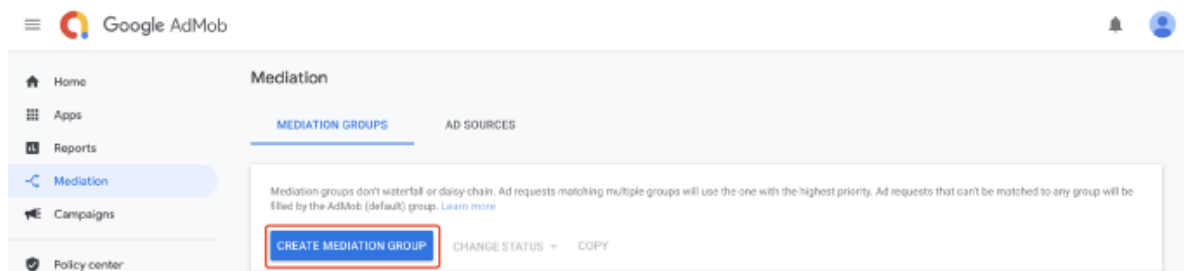 Google AdMob
Home
Apps
Reports
Mediation
Campaigns
Policy center
Mediation
MEDIATION GROUPS
AD SOURCES
Mediation groups don't waterfall or daisy-chain. Ad requests matching multiple groups will use the one with the highest priority. Ad requests that can't be matched to any group will be
filled by the AdMob (default) group. Learn more
CREATE MEDIATION GROUP
CHANGE STATUS
COPY